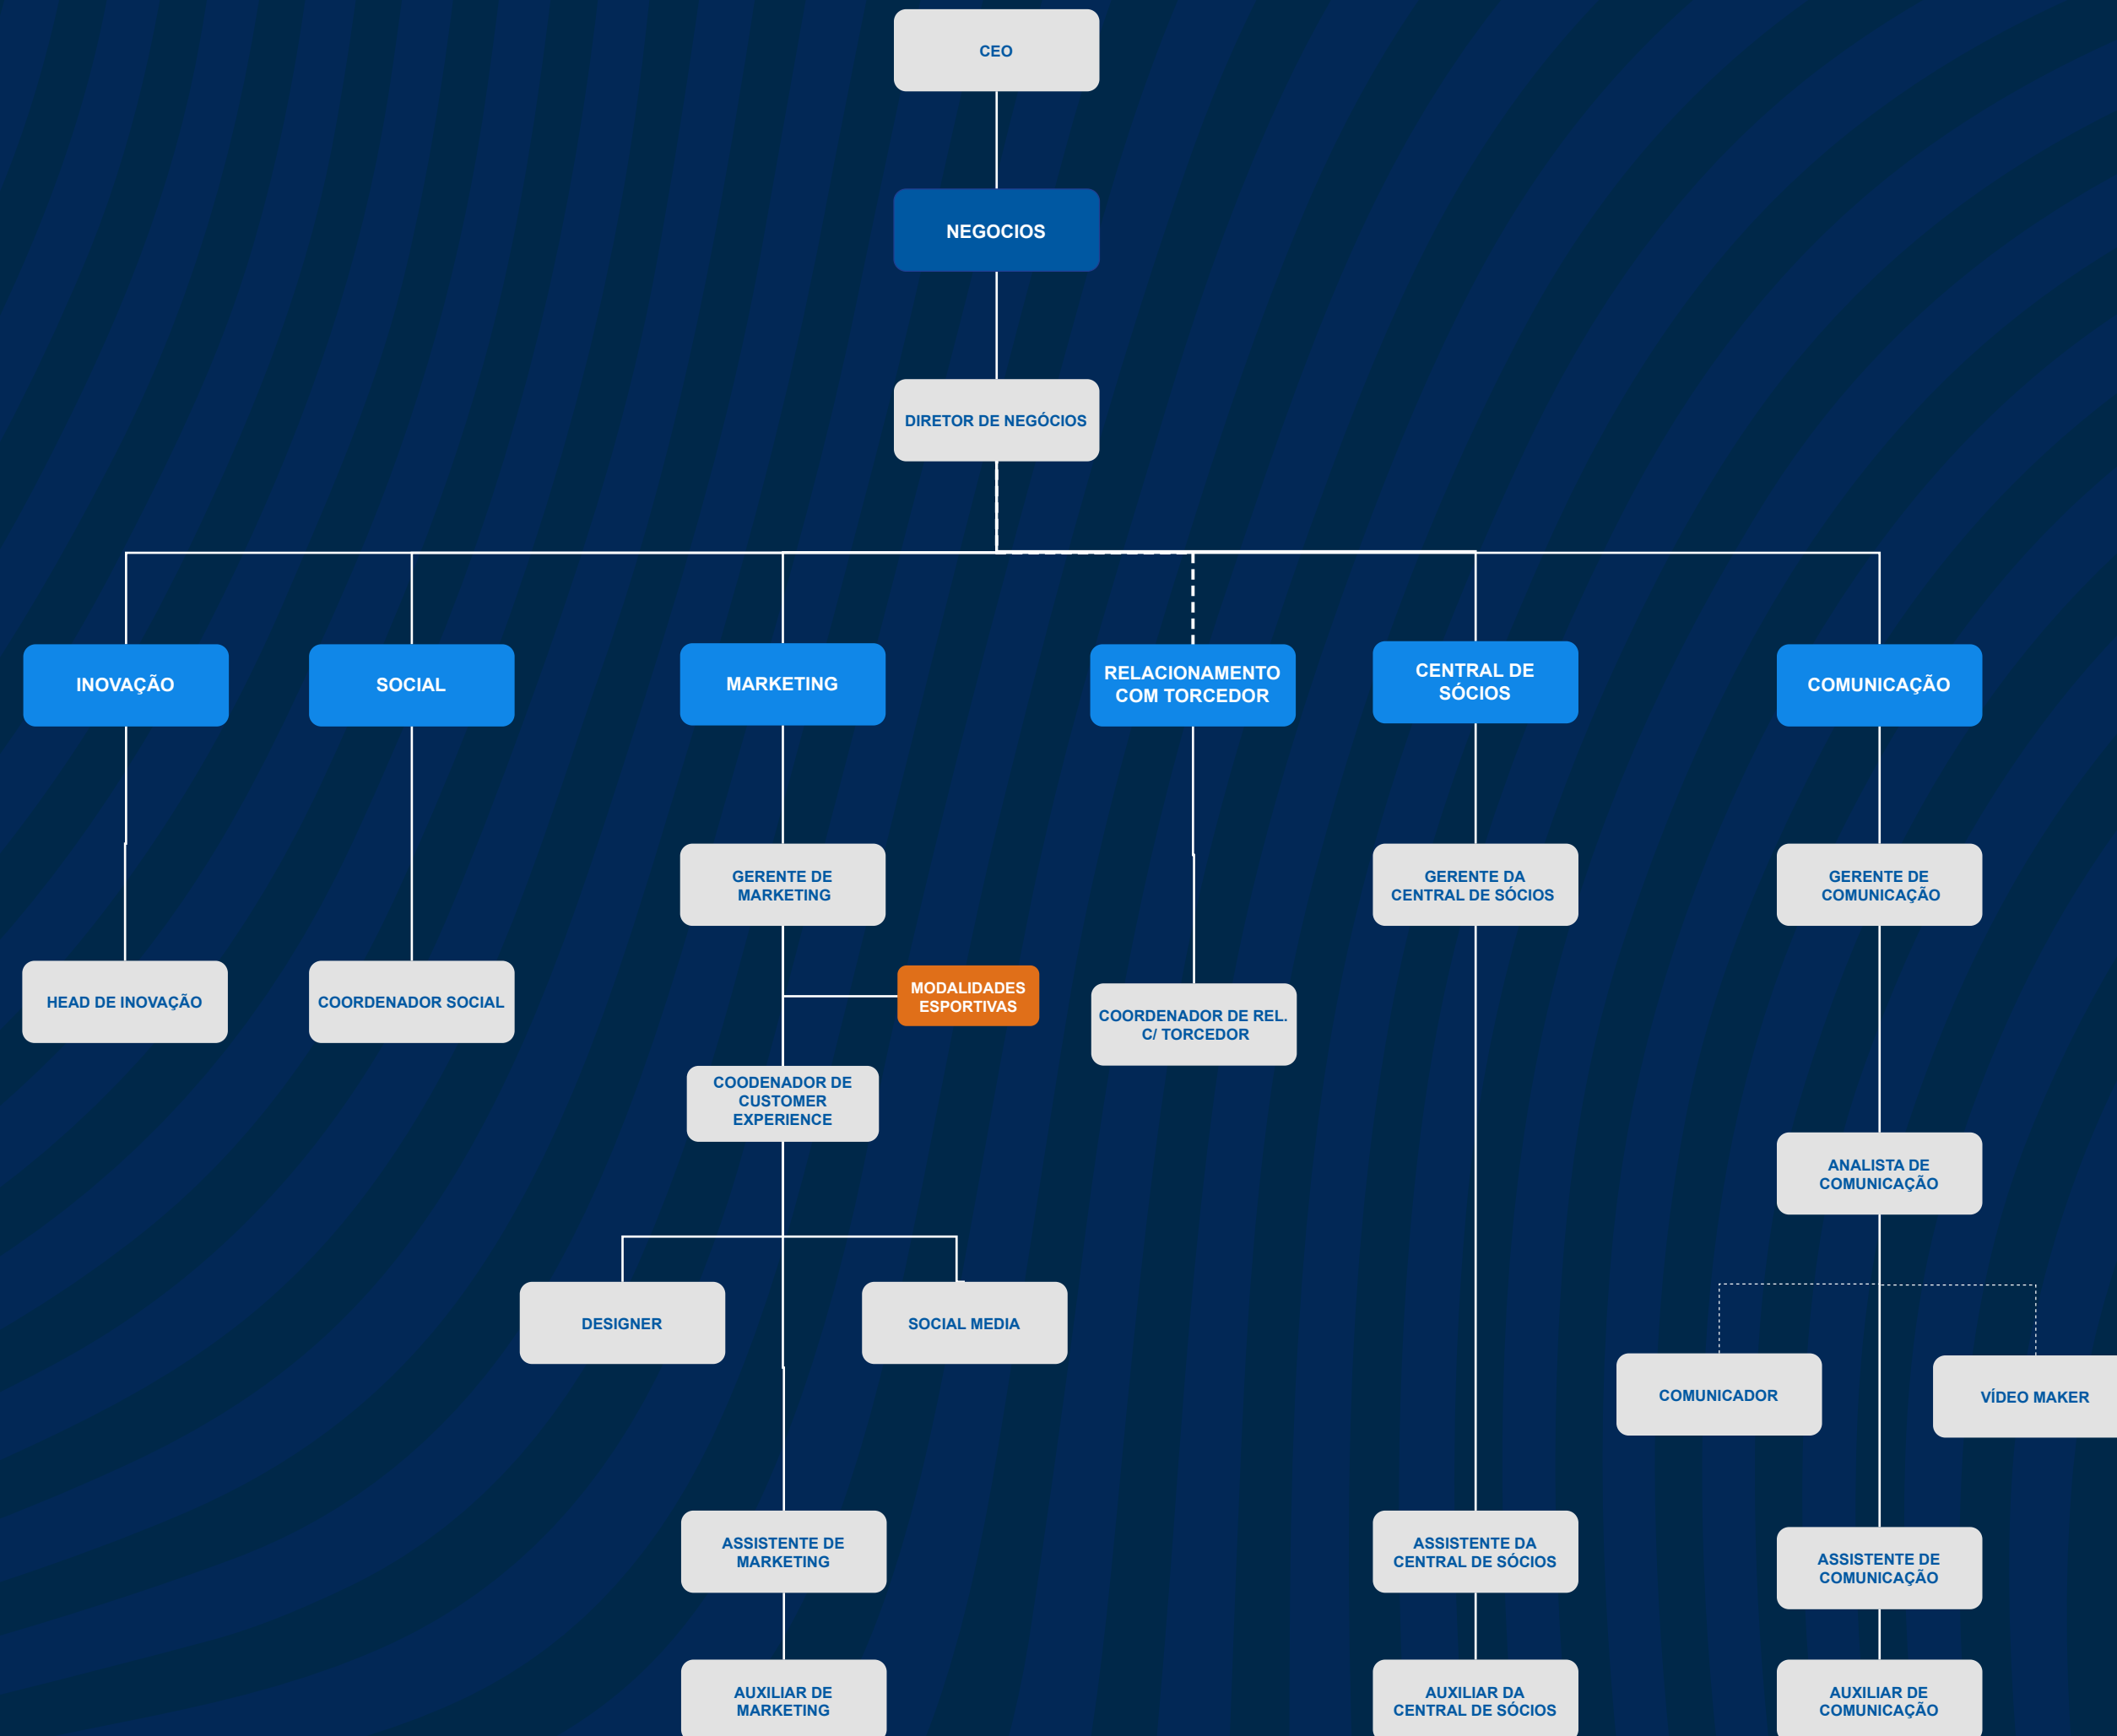 CEO
NEGOCIOS
DIRETOR DE NEGÓCIOS
INOVAÇÃO
SOCIAL
MARKETING
RELACIONAMENTO
COM TORCEDOR
CENTRAL DE
SÓCIOS
COMUNICAÇÃO
GERENTE DE
MARKETING
GERENTE DA
CENTRAL DE SÓCIOS
GERENTE DE
COMUNICAÇÃO
HEAD DE INOVAÇÃO
COORDENADOR SOCIAL
MODALIDADES
ESPORTIVAS
COORDENADOR DE REL.
C/ TORCEDOR
COODENADOR DE
CUSTOMER
EXPERIENCE
ANALISTA DE
COMUNICAÇÃO
DESIGNER
SOCIAL MEDIA
COMUNICADOR
VÍDEO MAKER
ASSISTENTE DE
MARKETING
ASSISTENTE DA
CENTRAL DE SÓCIOS
ASSISTENTE DE
COMUNICAÇÃO
AUXILIAR DE
MARKETING
AUXILIAR DA
CENTRAL DE SÓCIOS
AUXILIAR DE
COMUNICAÇÃO